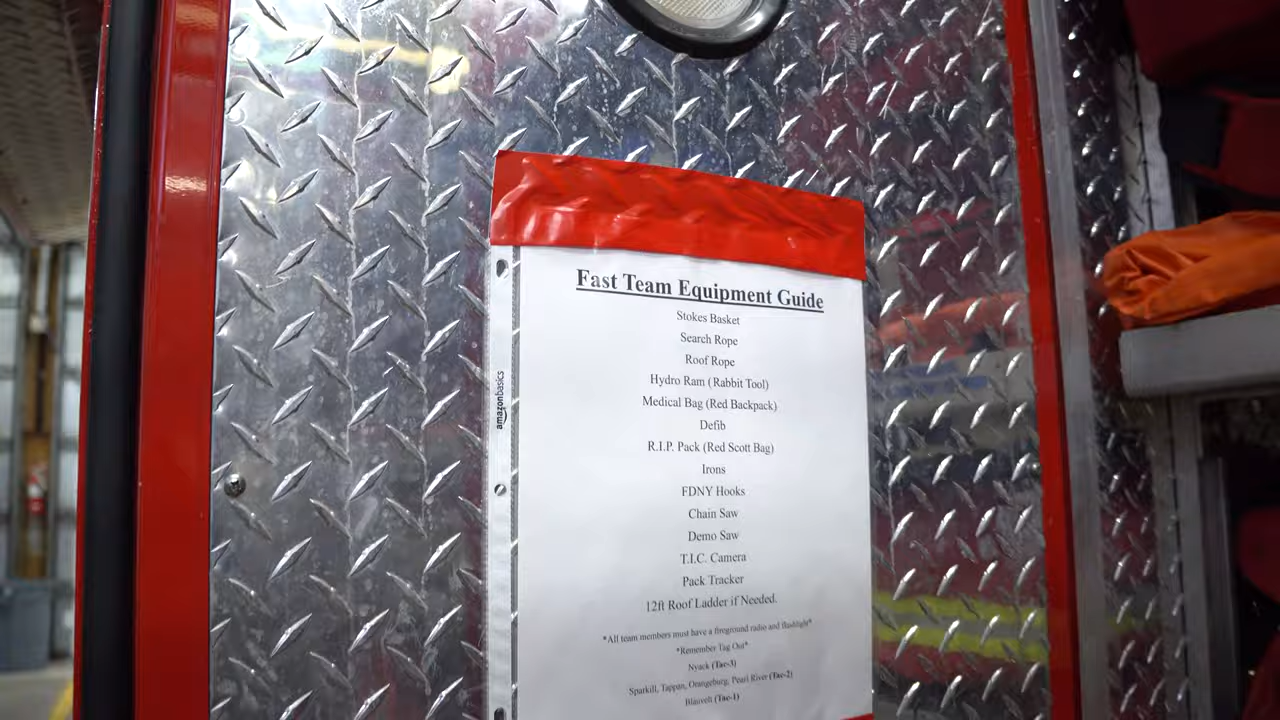 Fast Team Equipment Guide
Stokes Basket
Search Rope
Roof Rope
Hydro Ram (Rabbit Tool)
Medical Bag (Red Backpack)
Defib
R.I.P. Pack (Red Scott Bag)
Irons
FDNY Hooks
Chain Saw
Demo Saw
T.I.C. Camera
Pack Tracker
12ft Roof Ladder if Needed.
*All team members must have a fireground radio and flashlight*
*Remember Tag Out*
Nyack (Tac-3)
Sparkill, Tappan, Orangeburg, Pearl River (Tac-2)
Blauvelt (Tac-1)
amazonbasics